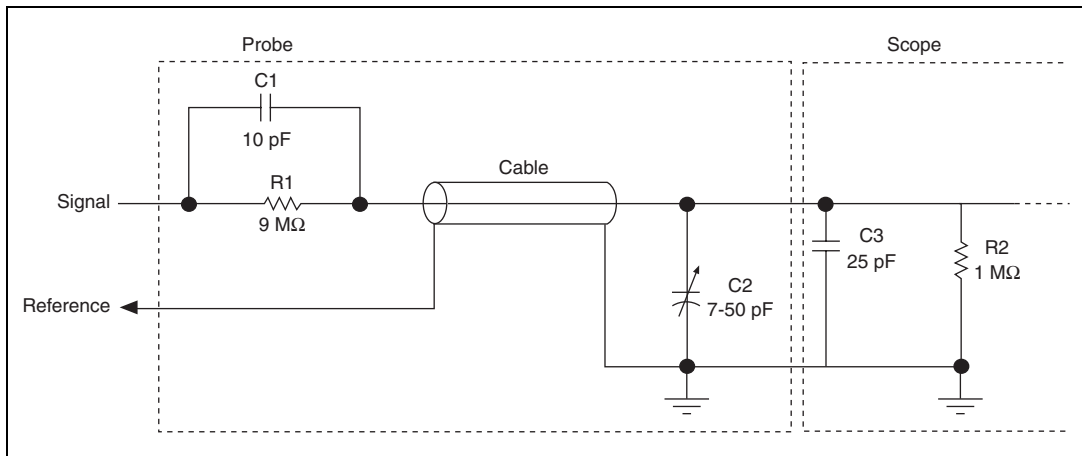 Probe
Scope
C1
10 pF
Cable
Signal
R1
9 MΩ
C3
25 pF
R2
1 MΩ
C2
7-50 pF
Reference